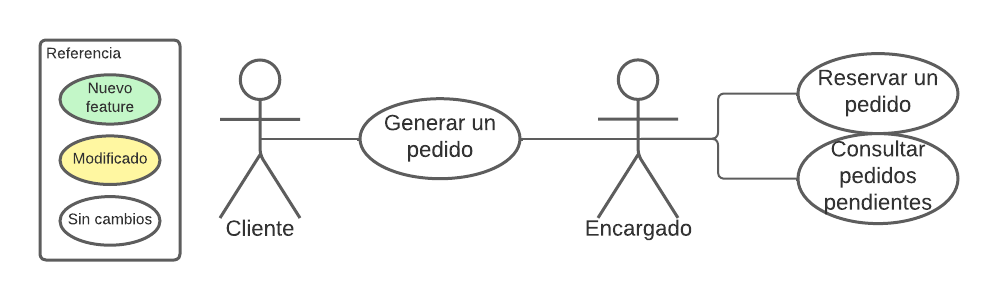 Referencia
Nuevo
feature
Modificado
Sin cambios
Cliente
Generar un
pedido
Encargado
Reservar un
pedido
Consultar
pedidos
pendientes